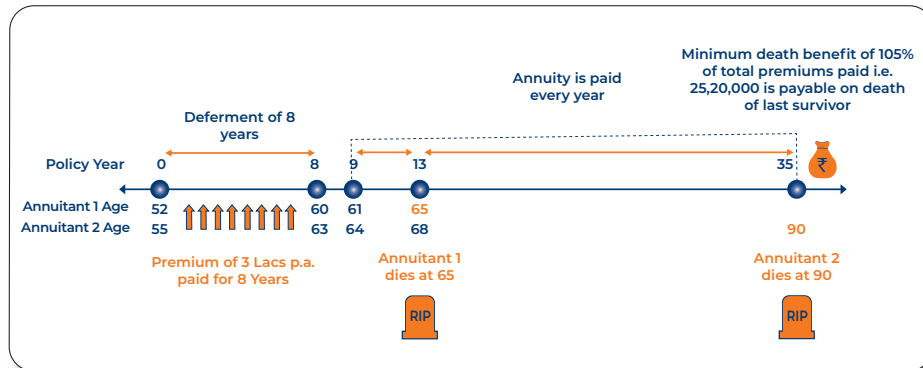 Minimum death benefit of 105%
of total premiums paid i.e.
25,20,000 is payable on death
of last survivor
Annuity is paid
every year
Deferment of 8
years
Policy Year 0 8 9 13 35 ₹
Annuitant 1 Age 52 60 61 65
Annuitant 2 Age 55 63 64 68 90
Premium of 3 Lacs p.a.
paid for 8 Years
Annuitant 1
dies at 65
Annuitant 2
dies at 90
RIP RIP